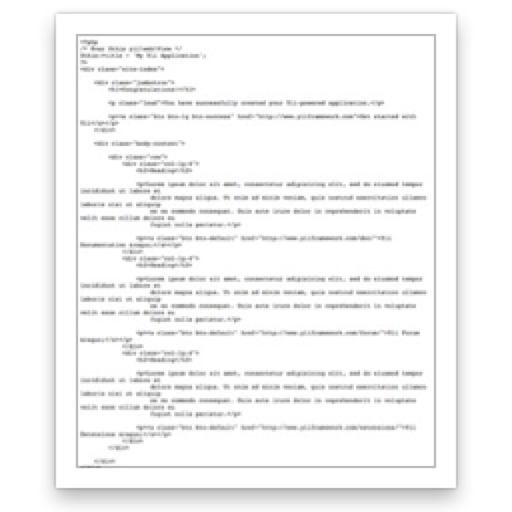 <?php
/* @var $this yii\web\View */
$this->title = 'My Yii Application';
?>
<div class="site-index">
<div class="jumbotron">
<h1>Congratulations!</h1>
<p class="lead">You have successfully created your Yii-powered application.</p>
<p><a class="btn btn-lg btn-success" href="http://www.yiiframework.com">Get started with
Yii</a></p>
</div>
<div class="body-content">
<div class="row">
<div class="col-lg-4">
<h2>Heading</h2>
<p>Lorem ipsum dolor sit amet, consectetur adipisicing elit, sed do eiusmod tempor
incididunt ut labore et
dolore magna aliqua. Ut enim ad minim veniam, quis nostrud exercitation ullamco
laboris nisi ut aliquip
ex ea commodo consequat. Duis aute irure dolor in reprehenderit in voluptate
velit esse cillum dolore eu
fugiat nulla pariatur.</p>
<p><a class="btn btn-default" href="http://www.yiiframework.com/doc/">Yii
Documentation &raquo;</a></p>
</div>
<div class="col-lg-4">
<h2>Heading</h2>
<p>Lorem ipsum dolor sit amet, consectetur adipisicing elit, sed do eiusmod tempor
incididunt ut labore et
dolore magna aliqua. Ut enim ad minim veniam, quis nostrud exercitation ullamco
laboris nisi ut aliquip
ex ea commodo consequat. Duis aute irure dolor in reprehenderit in voluptate
velit esse cillum dolore eu
fugiat nulla pariatur.</p>
<p><a class="btn btn-default" href="http://www.yiiframework.com/forum/">Yii Forum
&raquo;</a></p>
</div>
<div class="col-lg-4">
<h2>Heading</h2>
<p>Lorem ipsum dolor sit amet, consectetur adipisicing elit, sed do eiusmod tempor
incididunt ut labore et
dolore magna aliqua. Ut enim ad minim veniam, quis nostrud exercitation ullamco
laboris nisi ut aliquip
ex ea commodo consequat. Duis aute irure dolor in reprehenderit in voluptate
velit esse cillum dolore eu
fugiat nulla pariatur.</p>
<p><a class="btn btn-default" href="http://www.yiiframework.com/extensions/">Yii
Extensions &raquo;</a></p>
</div>
</div>
</div>